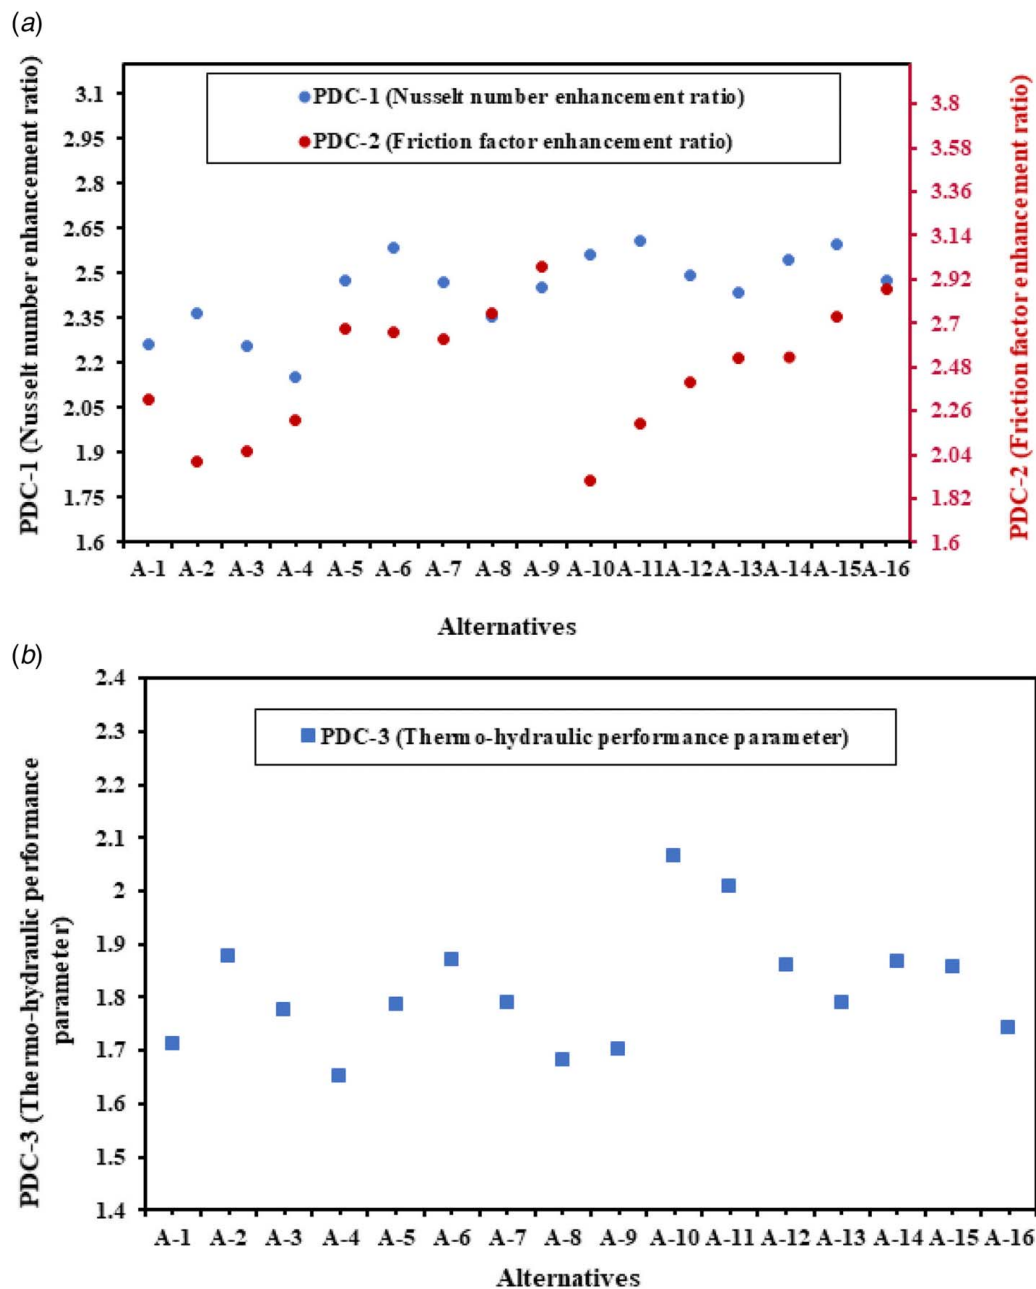 (a)
PDC-1 (Nusselt number enhancement ratio)
3.1
2.95
2.8
2.65
2.5
2.35
2.2
2.05
1.9
1.75
1.6
PDC-1 (Nusselt number enhancement ratio)
PDC-2 (Friction factor enhancement ratio)
3.8
3.58
3.36
3.14
2.92
2.7
2.48
2.26
2.04
1.82
1.6
PDC-2 (Friction factor enhancement ratio)
A-1 A-2 A-3 A-4 A-5 A-6 A-7 A-8 A-9 A-10 A-11 A-12 A-13 A-14 A-15 A-16
Alternatives
(b)
PDC-3 (Thermo-hydraulic performance
parameter)
2.4
2.3
2.2
2.1
2
1.9
1.8
1.7
1.6
1.5
1.4
PDC-3 (Thermo-hydraulic performance parameter)
A-1 A-2 A-3 A-4 A-5 A-6 A-7 A-8 A-9 A-10 A-11 A-12 A-13 A-14 A-15 A-16
Alternatives